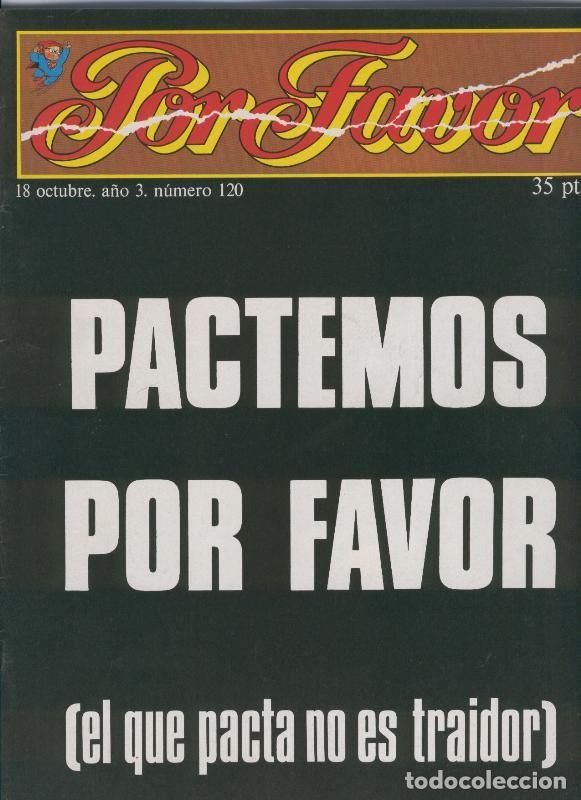 Por Favor
18 octubre. año 3. número 120
35 pt
PACTEMOS
POR FAVOR
(el que pacta no es traidor)
todocoleccion